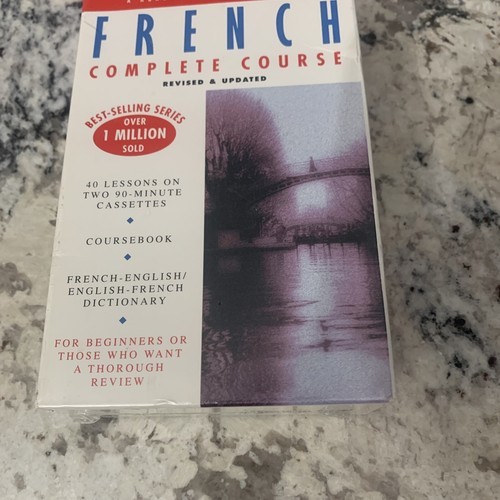 FRENCH
COMPLETE COURSE
REVISED & UPDATED
BEST-SELLING SERIES
OVER
1 MILLION
SOLD
40 LESSONS ON
TWO 90-MINUTE
CASSETTES
COURSEBOOK
FRENCH-ENGLISH/
ENGLISH-FRENCH
DICTIONARY
FOR BEGINNERS OR
THOSE WHO WANT
A THOROUGH
REVIEW